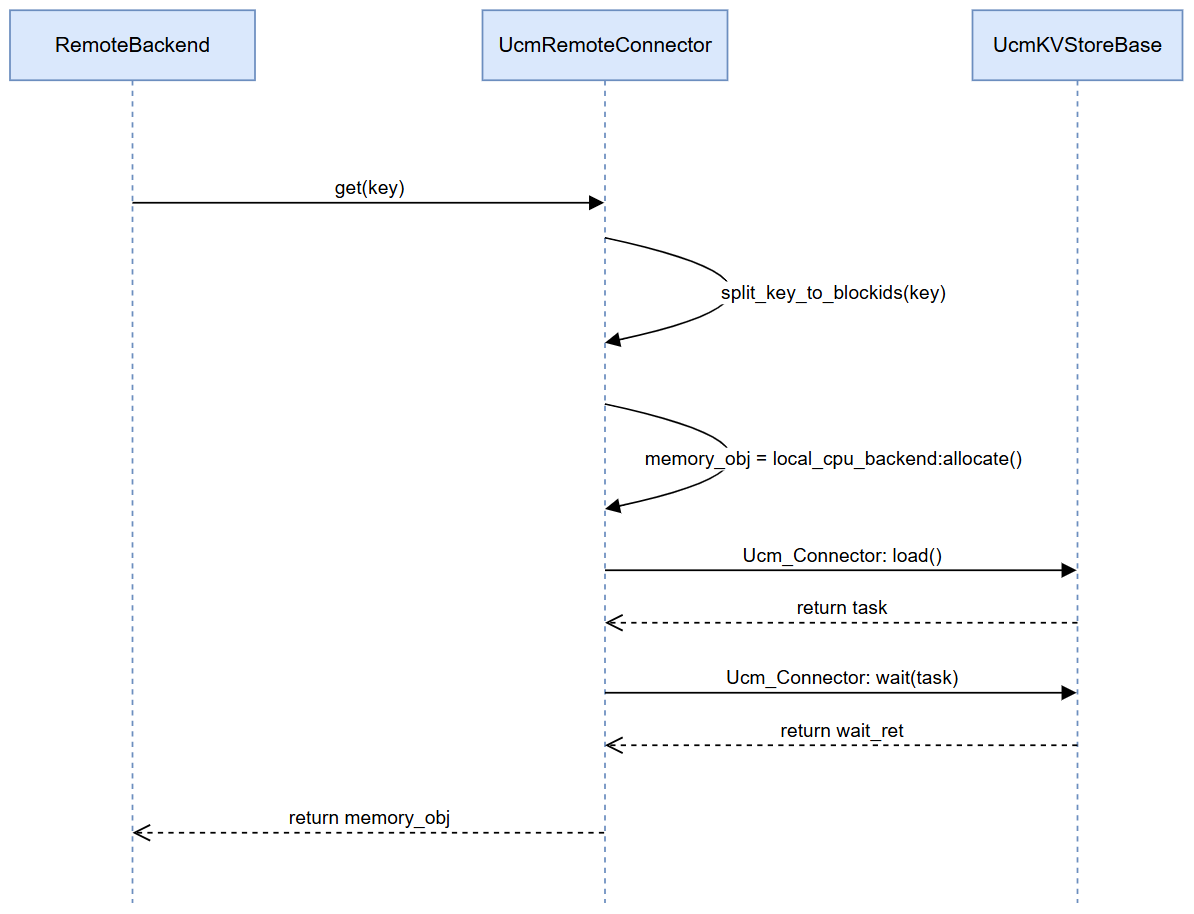 RemoteBackend
UcmRemoteConnector
UcmKVStoreBase
get(key)
split_key_to_blockids(key)
memory_obj = local_cpu_backend:allocate()
Ucm_Connector: load()
return task
Ucm_Connector: wait(task)
return wait_ret
return memory_obj